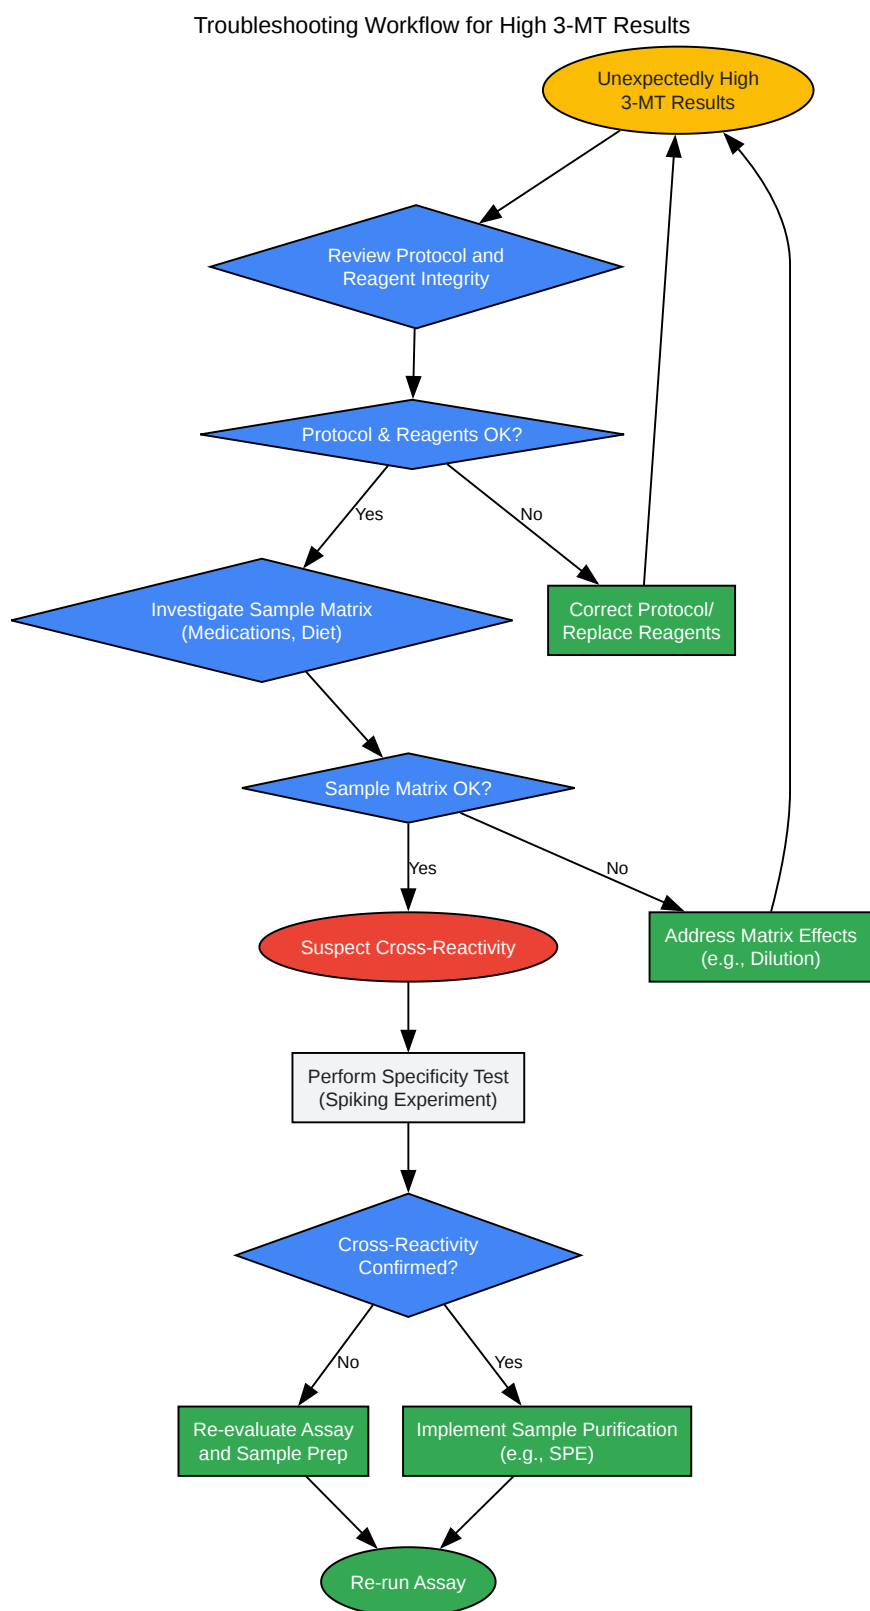 Troubleshooting Workflow for High 3-MT Results
Unexpectedly High
3-MT Results
Review Protocol and
Reagent Integrity
Protocol & Reagents OK?
Yes
No
Investigate Sample Matrix
(Medications, Diet)
Correct Protocol/
Replace Reagents
Sample Matrix OK?
Yes
No
Suspect Cross-Reactivity
Address Matrix Effects
(e.g., Dilution)
Perform Specificity Test
(Spiking Experiment)
Cross-Reactivity
Confirmed?
No
Yes
Re-evaluate Assay
and Sample Prep
Implement Sample Purification
(e.g., SPE)
Re-run Assay